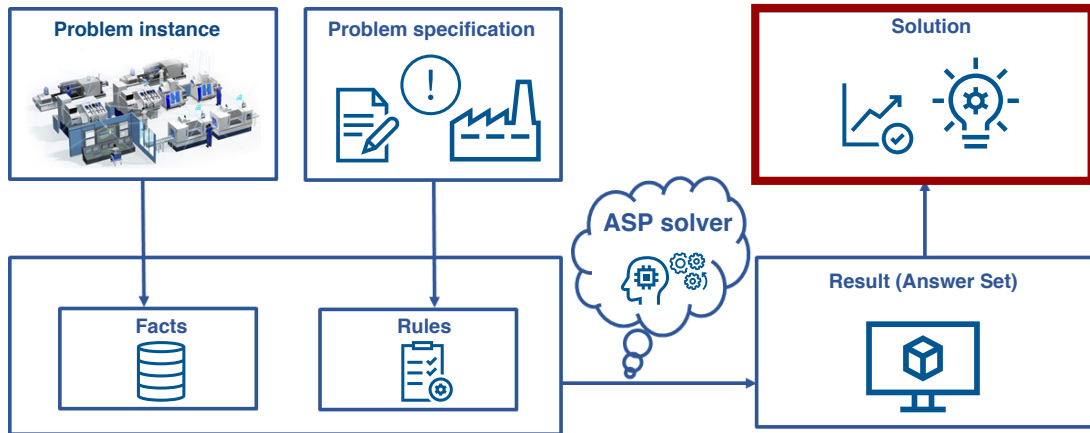 Problem instance
Problem specification
!
Solution
ASP solver
Facts
Rules
Result (Answer Set)